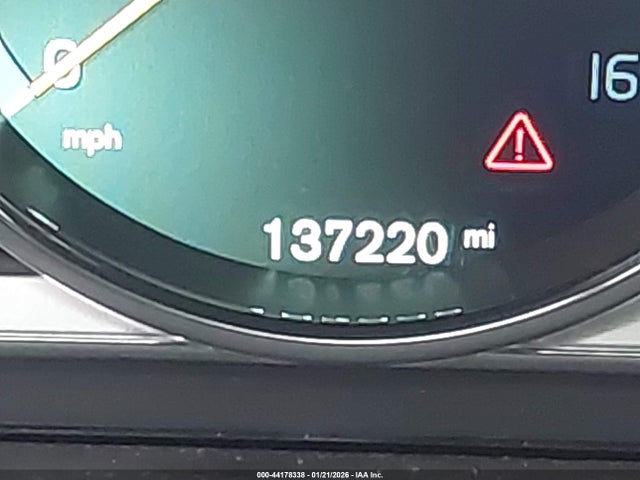 0
16
mph
137220 mi
000-44178338 - 01/21/2026 - IAA Inc.